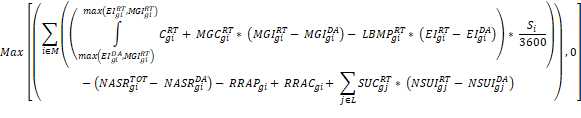 Max [ ( ∑_{i∈M} ( ( ∫_{max(EI_{gi}^{DA},MGI_{gi}^{RT})}^{max(EI_{gi}^{RT},MGI_{gi}^{RT})} C_{gi}^{RT} + MGC_{gi}^{RT} * (MGI_{gi}^{RT} − MGI_{gi}^{DA}) − LBMP_{gi}^{RT} * (EI_{gi}^{RT} − EI_{gi}^{DA}) ) * S_i/3600 ) ) , 0 ]
− (NASR_{gi}^{TOT} − NASR_{gi}^{DA}) − RRAP_{gi} + RRAC_{gi} + ∑_{j∈L} SUC_{gj}^{RT} * (NSUI_{gj}^{RT} − NSUI_{gj}^{DA})